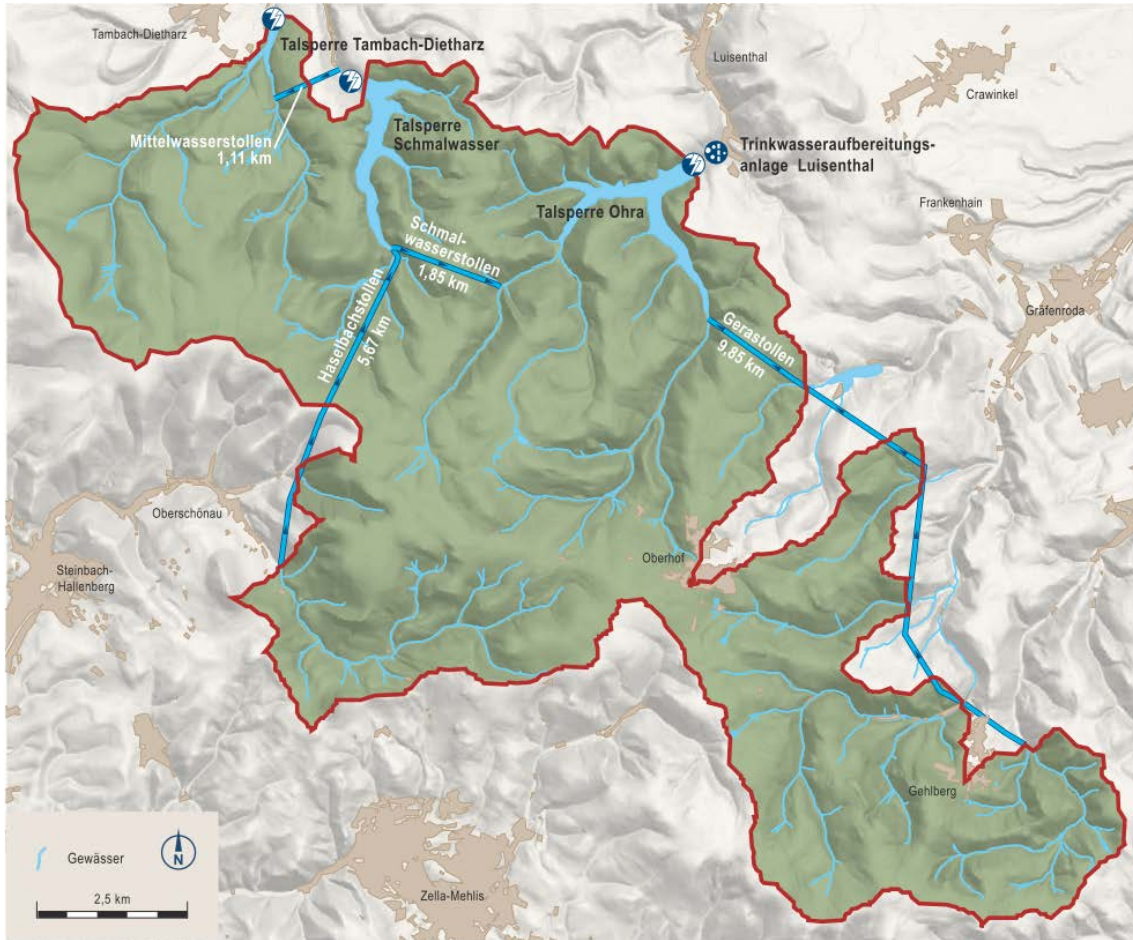 Tambach-Dietharz
Talsperre Tambach-Dietharz
Luisenthal
Crawinkel
Mittelwasserstollen
1,11 km
Talsperre
Schmalwasser
Trinkwasseraufbereitungs-
anlage Luisenthal
Talsperre Ohra
Frankenhain
Schmal-
wasserstollen
1,85 km
Haselbachstollen
5,67 km
Gerastollen
9,85 km
Gräfenroda
Oberschönau
Steinbach-
Hallenberg
Oberhof
Gehlberg
Zella-Mehlis
Gewässer
N
2,5 km